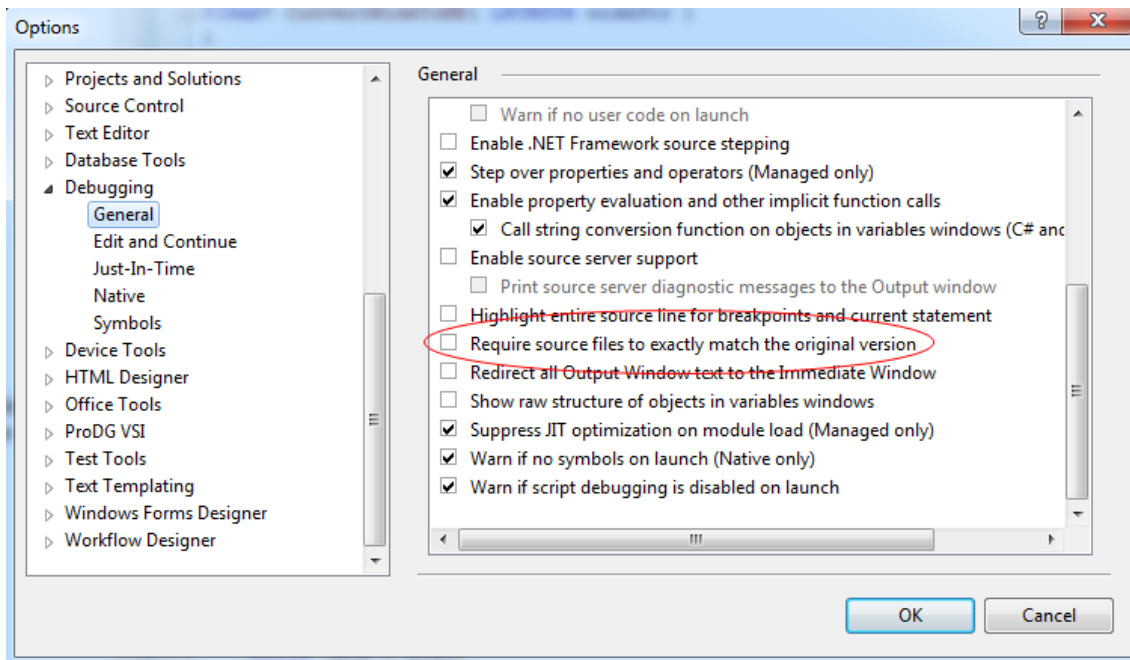 Options
Projects and Solutions
Source Control
Text Editor
Database Tools
Debugging
General
Edit and Continue
Just-In-Time
Native
Symbols
Device Tools
HTML Designer
Office Tools
ProDG VSI
Test Tools
Text Templating
Windows Forms Designer
Workflow Designer
General
Warn if no user code on launch
Enable .NET Framework source stepping
Step over properties and operators (Managed only)
Enable property evaluation and other implicit function calls
Call string conversion function on objects in variables windows (C# and
Enable source server support
Print source server diagnostic messages to the Output window
Highlight entire source line for breakpoints and current statement
Require source files to exactly match the original version
Redirect all Output Window text to the Immediate Window
Show raw structure of objects in variables windows
Suppress JIT optimization on module load (Managed only)
Warn if no symbols on launch (Native only)
Warn if script debugging is disabled on launch
OK
Cancel